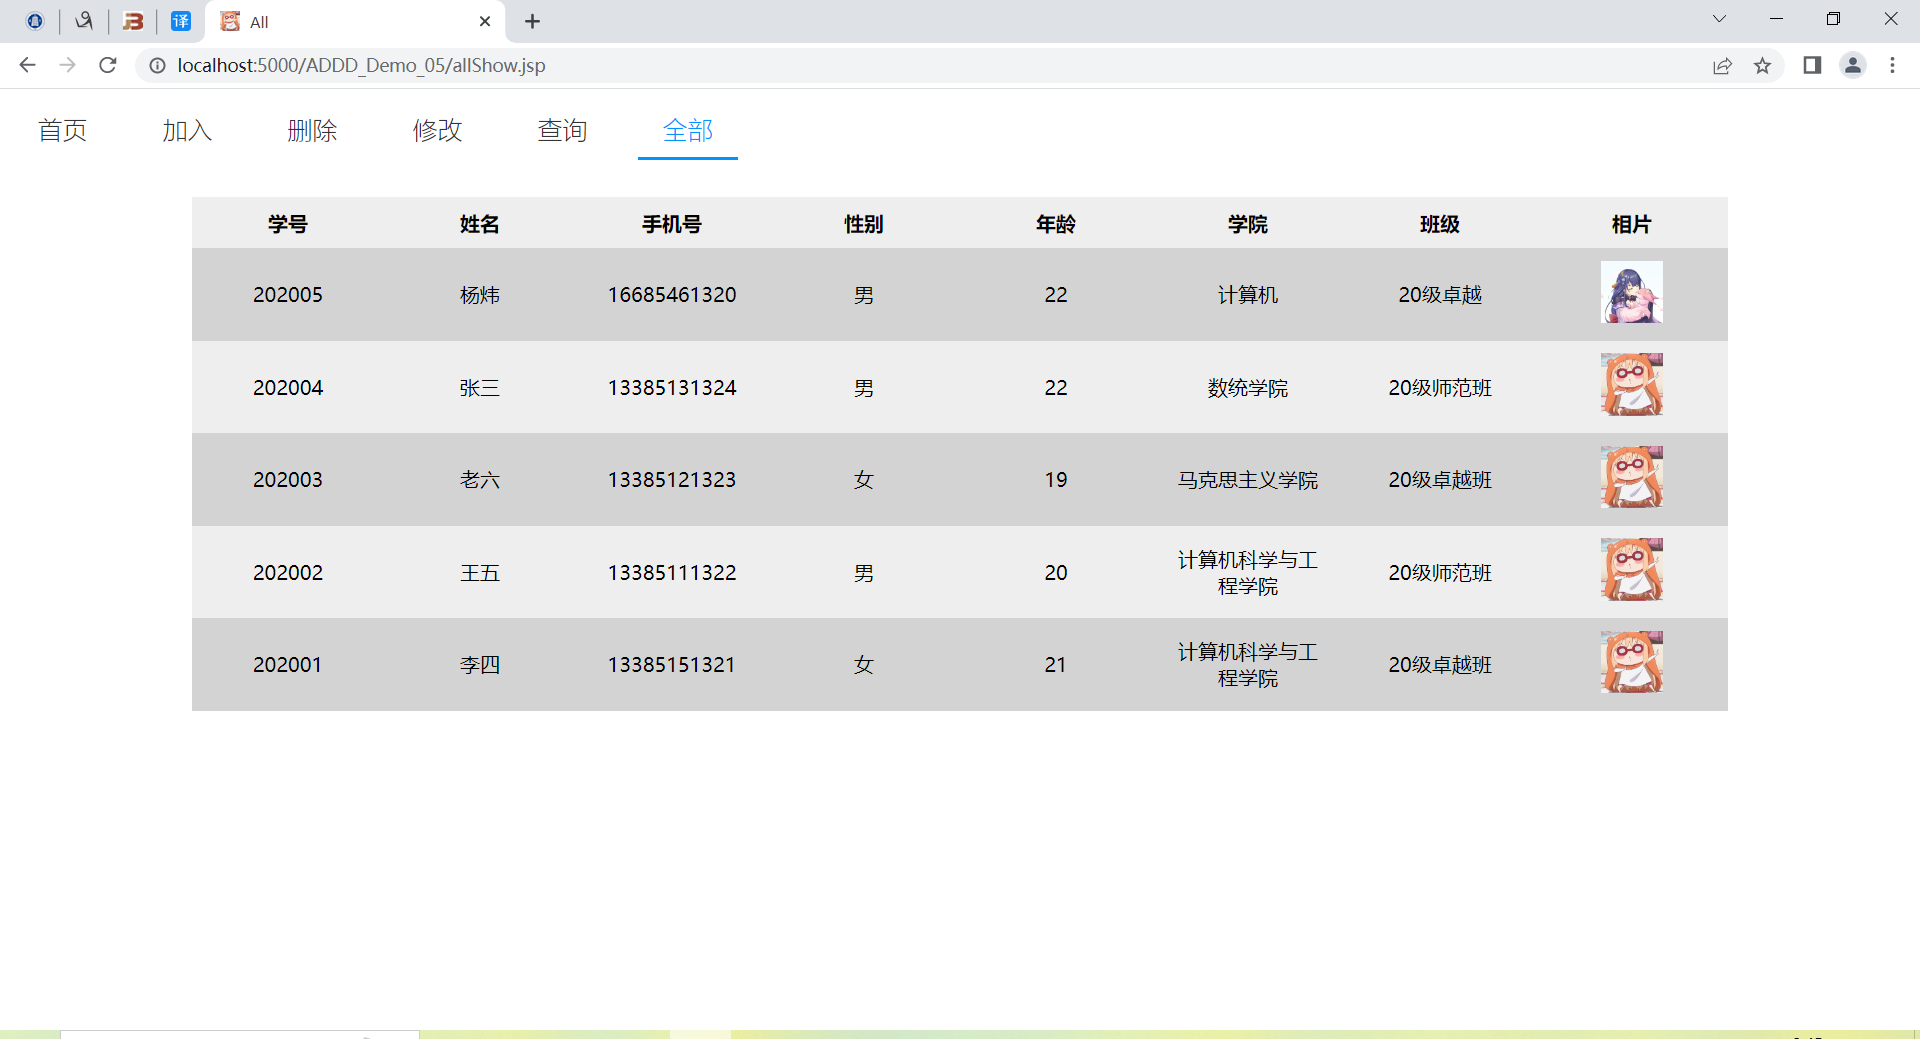 译
All
localhost:5000/ADDD_Demo_05/allShow.jsp
首页 加入 删除 修改 查询 全部
学号 姓名 手机号 性别 年龄 学院 班级 相片
202005 杨炜 16685461320 男 22 计算机 20级卓越
202004 张三 13385131324 男 22 数统学院 20级师范班
202003 老六 13385121323 女 19 马克思主义学院 20级卓越班
202002 王五 13385111322 男 20 计算机科学与工
程学院 20级师范班
202001 李四 13385151321 女 21 计算机科学与工
程学院 20级卓越班